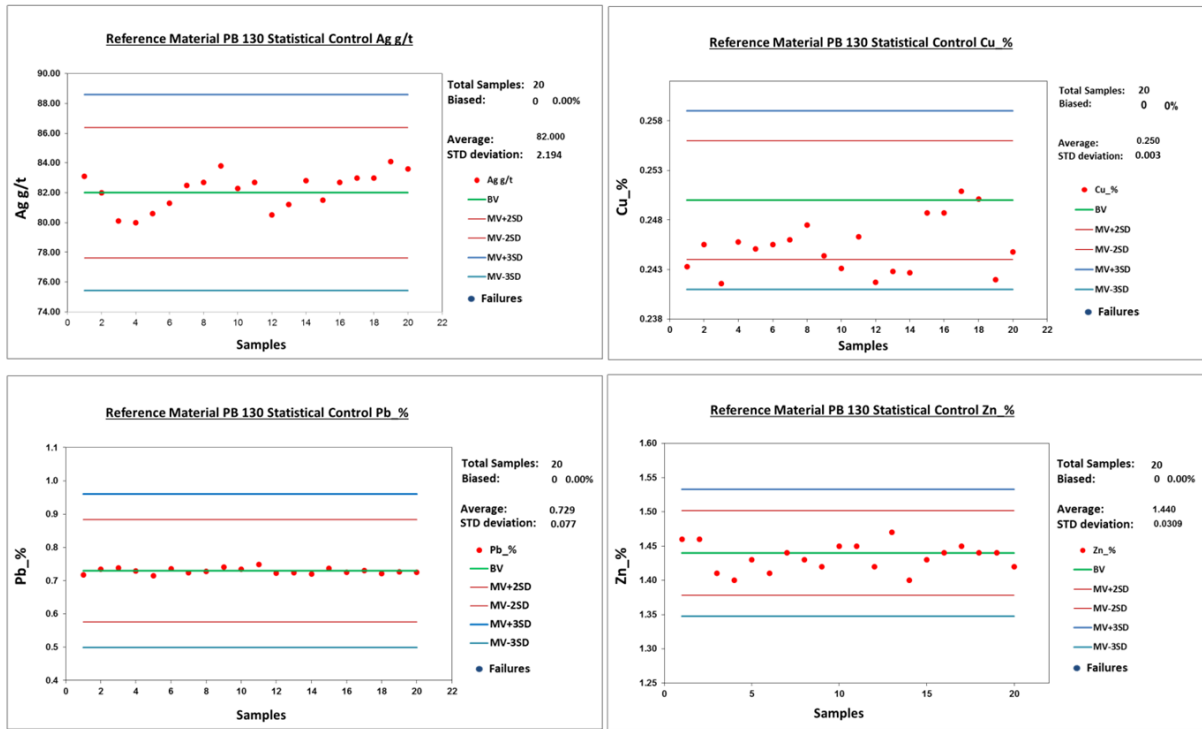 Reference Material PB 130 Statistical Control Ag g/t
90.00
88.00
86.00
84.00
82.00
80.00
78.00
76.00
74.00
Ag g/t
0 2 4 6 8 10 12 14 16 18 20 22
Samples
Total Samples: 20
Biased: 0 0.00%
Average: 82.000
STD deviation: 2.194
Ag g/t
BV
MV+2SD
MV-2SD
MV+3SD
MV-3SD
Failures
Reference Material PB 130 Statistical Control Cu_%
0.258
0.253
0.248
0.243
0.238
Cu_%
0 2 4 6 8 10 12 14 16 18 20 22
Samples
Total Samples: 20
Biased: 0 0%
Average: 0.250
STD deviation: 0.003
Cu_%
BV
MV+2SD
MV-2SD
MV+3SD
MV-3SD
Failures
Reference Material PB 130 Statistical Control Pb_%
1.1
1.0
0.9
0.8
0.7
0.6
0.5
0.4
Pb_%
0 2 4 6 8 10 12 14 16 18 20 22
Samples
Total Samples: 20
Biased: 0 0.00%
Average: 0.729
STD deviation: 0.077
Pb_%
BV
MV+2SD
MV-2SD
MV+3SD
MV-3SD
Failures
Reference Material PB 130 Statistical Control Zn_%
1.60
1.55
1.50
1.45
1.40
1.35
1.30
1.25
Zn_%
0 5 10 15 20
Samples
Total Samples: 20
Biased: 0 0.00%
Average: 1.440
STD deviation: 0.0309
Zn_%
BV
MV+2SD
MV-2SD
MV+3SD
MV-3SD
Failures